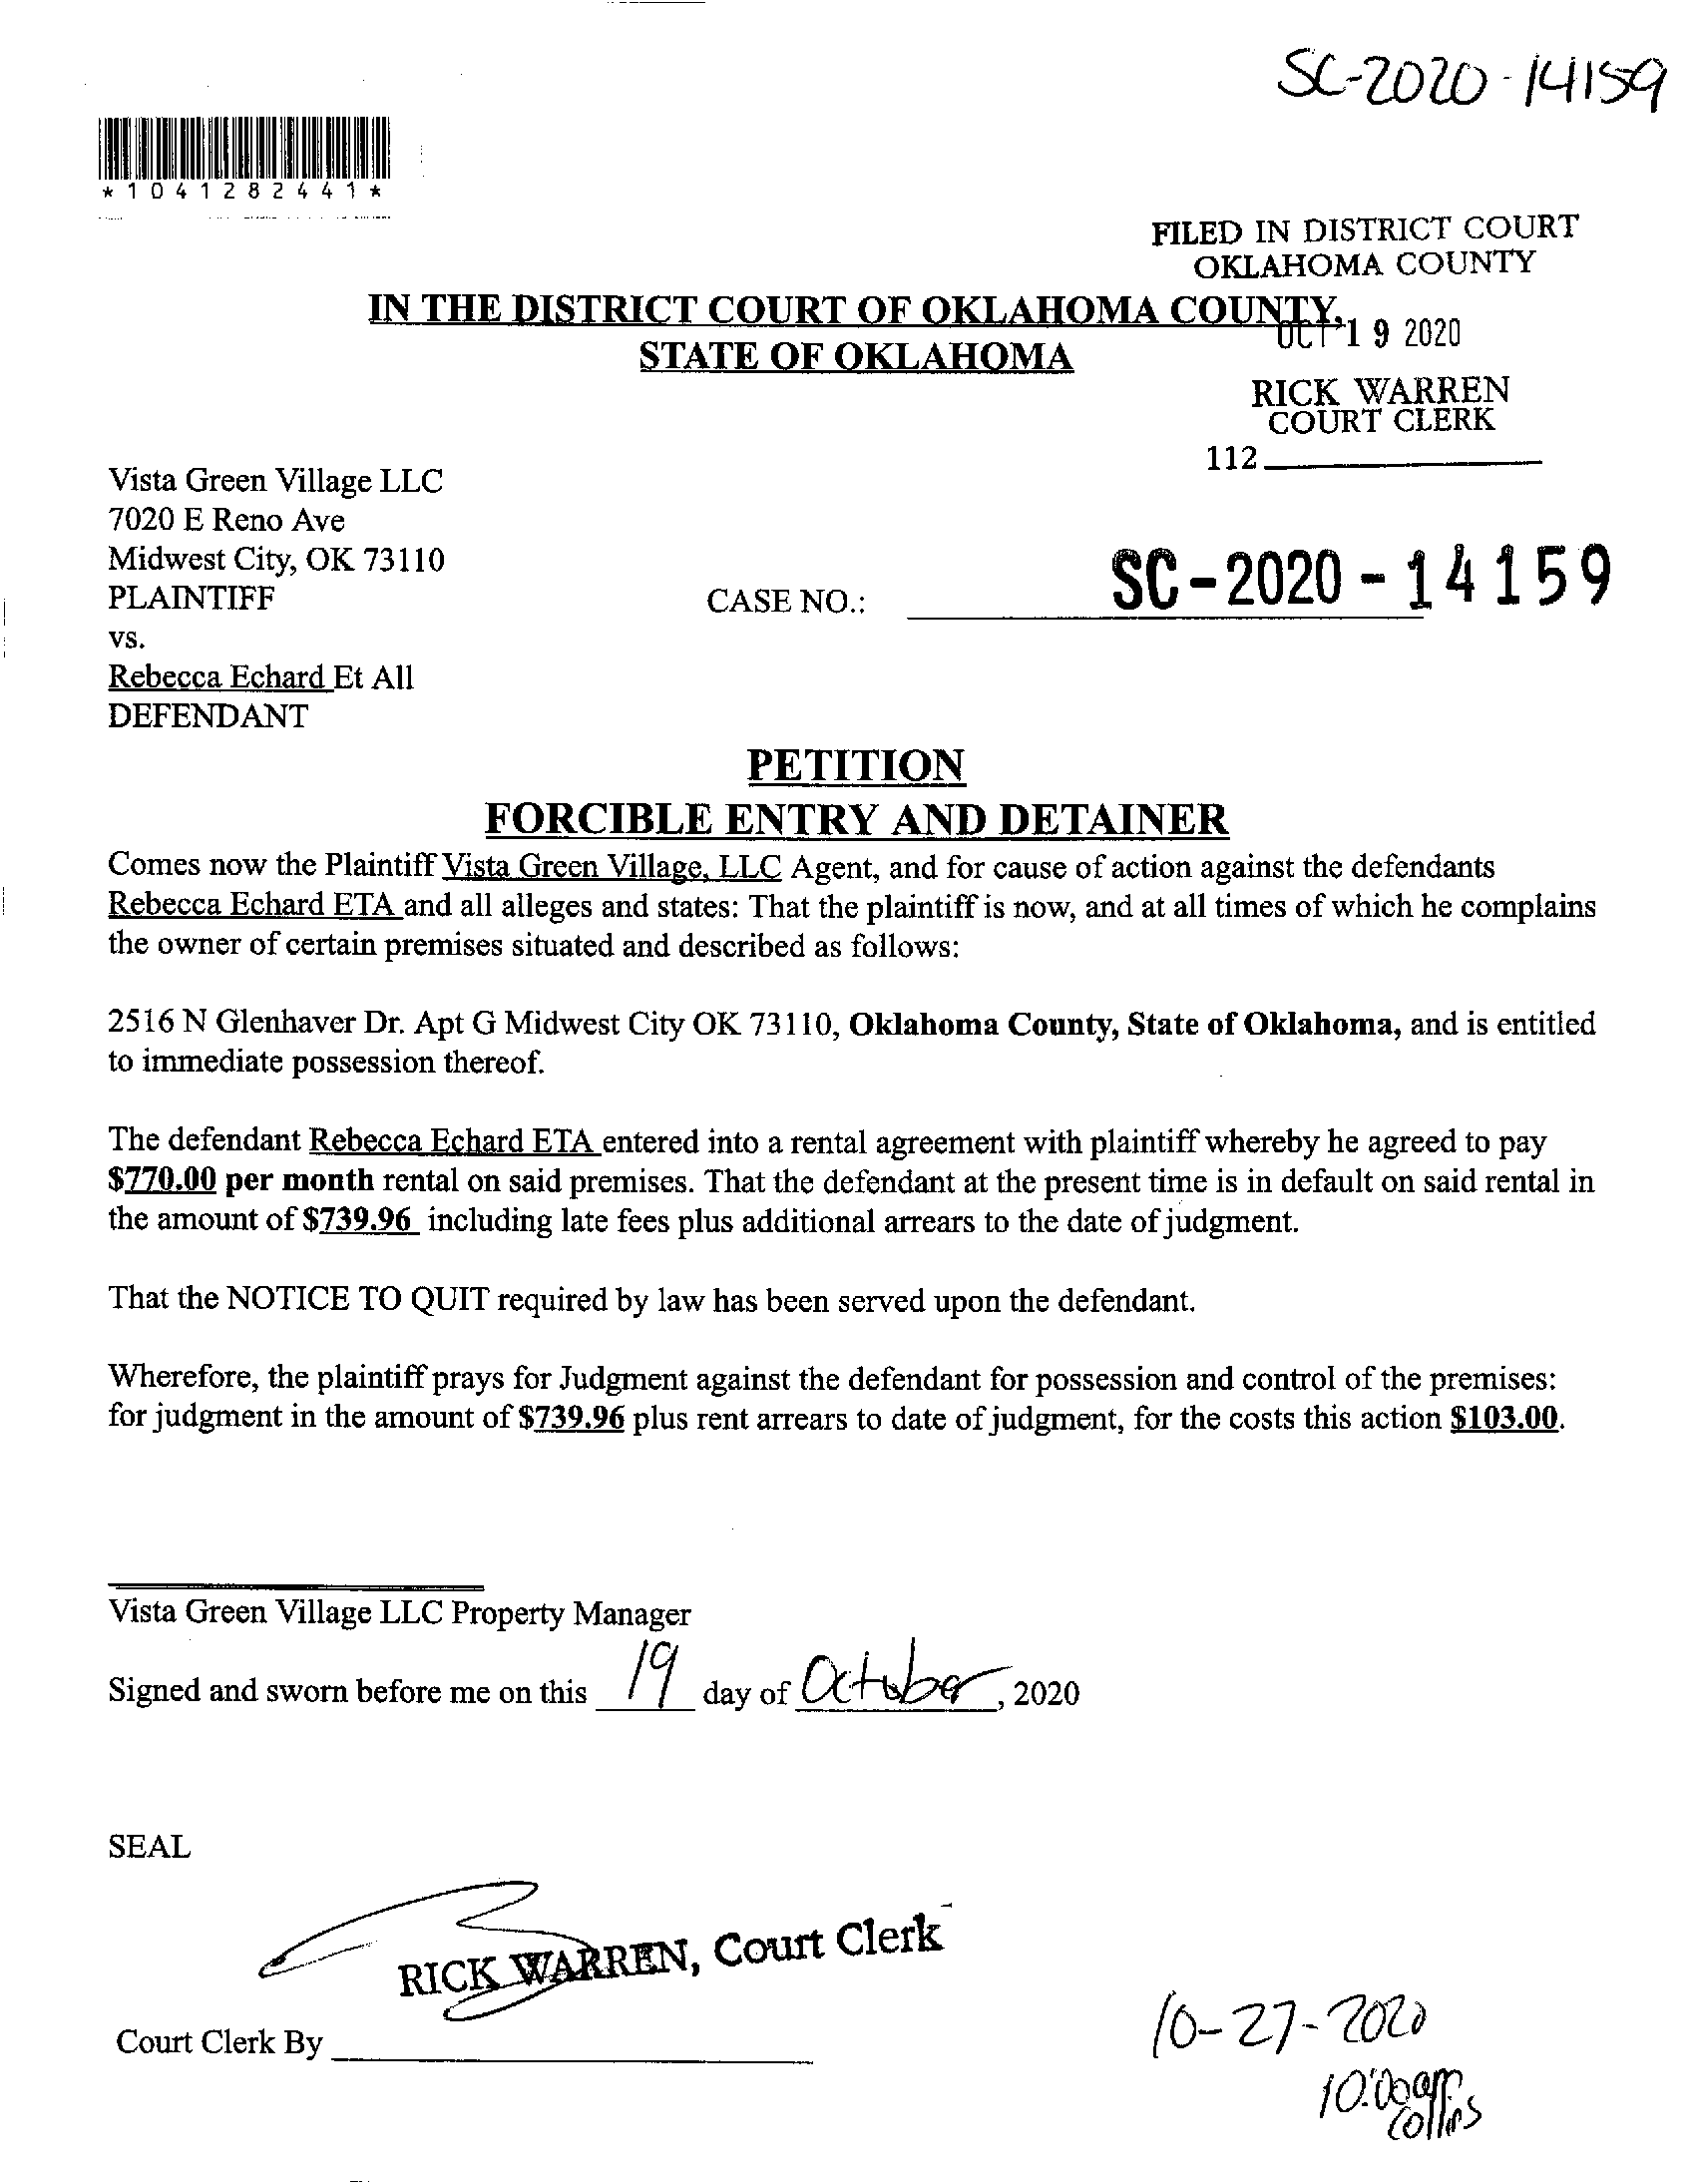 SC-2020-14159
*1041282441*
FILED IN DISTRICT COURT
OKLAHOMA COUNTY
IN THE DISTRICT COURT OF OKLAHOMA COUNTY,
OCT 19 2020
STATE OF OKLAHOMA
RICK WARREN
COURT CLERK
112
Vista Green Village LLC
7020 E Reno Ave
Midwest City, OK 73110
PLAINTIFF
CASE NO.: SC-2020-14159
vs.
Rebecca Echard Et All
DEFENDANT
PETITION
FORCIBLE ENTRY AND DETAINER
Comes now the Plaintiff Vista Green Village, LLC Agent, and for cause of action against the defendants
Rebecca Echard ETA and all alleges and states: That the plaintiff is now, and at all times of which he complains
the owner of certain premises situated and described as follows:
2516 N Glenhaver Dr. Apt G Midwest City OK 73110, Oklahoma County, State of Oklahoma, and is entitled
to immediate possession thereof.
The defendant Rebecca Echard ETA entered into a rental agreement with plaintiff whereby he agreed to pay
$770.00 per month rental on said premises. That the defendant at the present time is in default on said rental in
the amount of $739.96 including late fees plus additional arrears to the date of judgment.
That the NOTICE TO QUIT required by law has been served upon the defendant.
Wherefore, the plaintiff prays for Judgment against the defendant for possession and control of the premises:
for judgment in the amount of $739.96 plus rent arrears to date of judgment, for the costs this action $103.00.
Vista Green Village LLC Property Manager
Signed and sworn before me on this 19 day of October, 2020
SEAL
RICK WARREN, Court Clerk
Court Clerk By
10-27-2020
10:00am
Collins